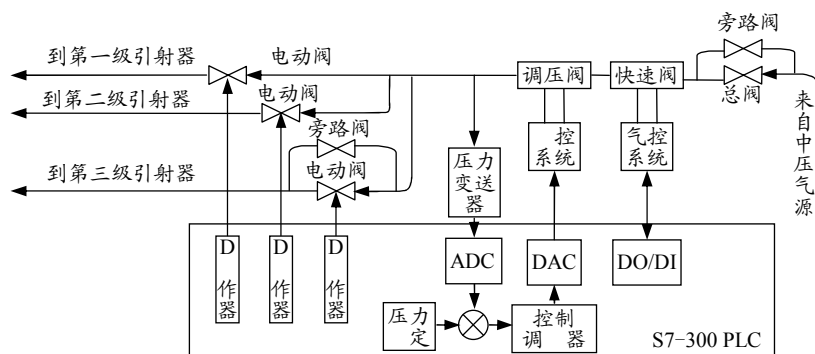 旁路阀
到第一级引射器
电动阀
调压阀
快速阀
总阀
到第二级引射器
电动阀
旁路阀
来自中压气源
压力
变送
器
控
系统
气控
系统
到第三级引射器
电动阀
D
作
器
D
作
器
D
作
器
ADC
DAC
DO/DI
压力
定
控制
调 器
S7-300 PLC